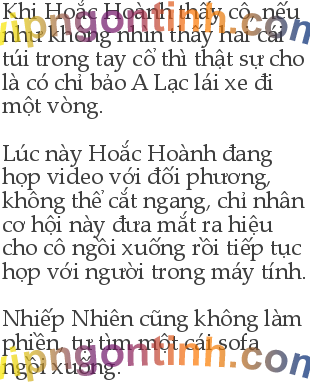 Khi Hoắc Hoành thấy cô, nếu
như không nhìn thấy hai cái
túi trong tay cổ thì thật sự cho
là có chỉ bảo A Lạc lái xe đi
một vòng.
Lúc này Hoắc Hoành đang
họp video với đối phương,
không thể cắt ngang, chỉ nhân
cơ hội này đưa mắt ra hiệu
cho cô ngồi xuống rồi tiếp tục
họp với người trong máy tính.
Nhiếp Nhiên cũng không làm
phiền, tự tìm một cái sofa
ngồi xuống.
vipngontinh.com
vipngontinh.com